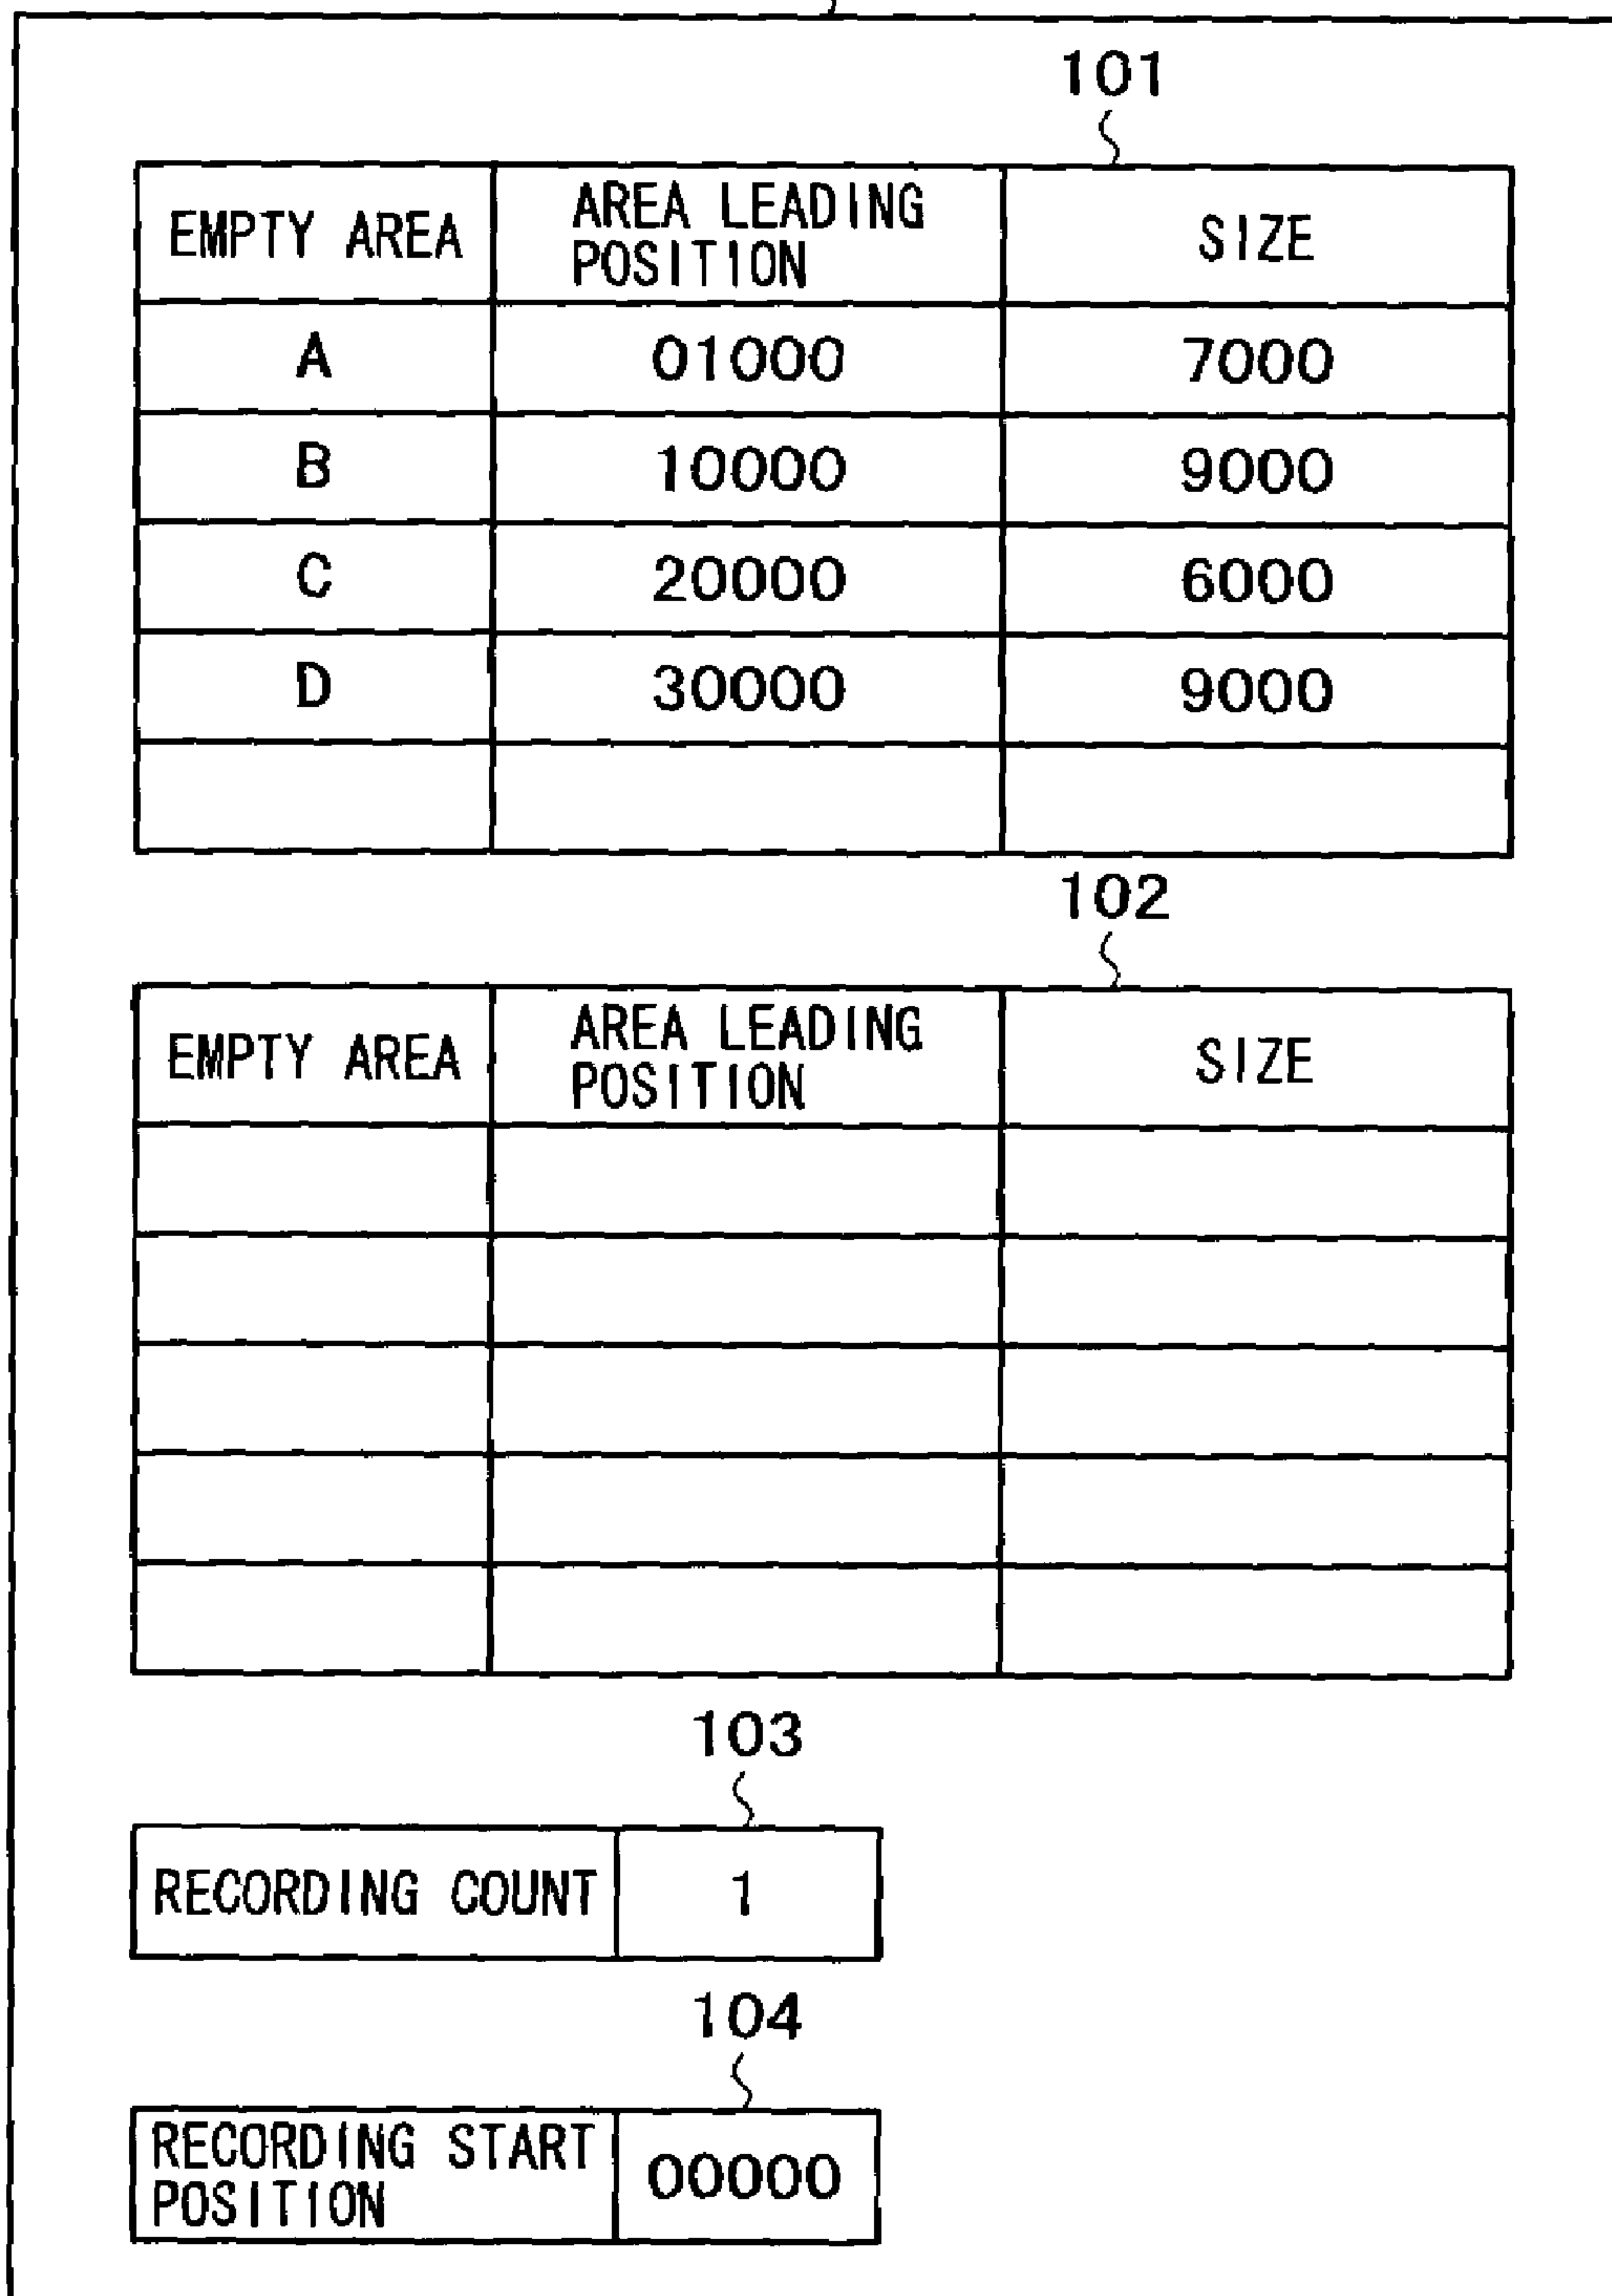 101
EMPTY AREA AREA LEADING POSITION SIZE
A 01000 7000
B 10000 9000
C 20000 6000
D 30000 9000
102
EMPTY AREA AREA LEADING POSITION SIZE
103
RECORDING COUNT 1
104
RECORDING START POSITION 00000